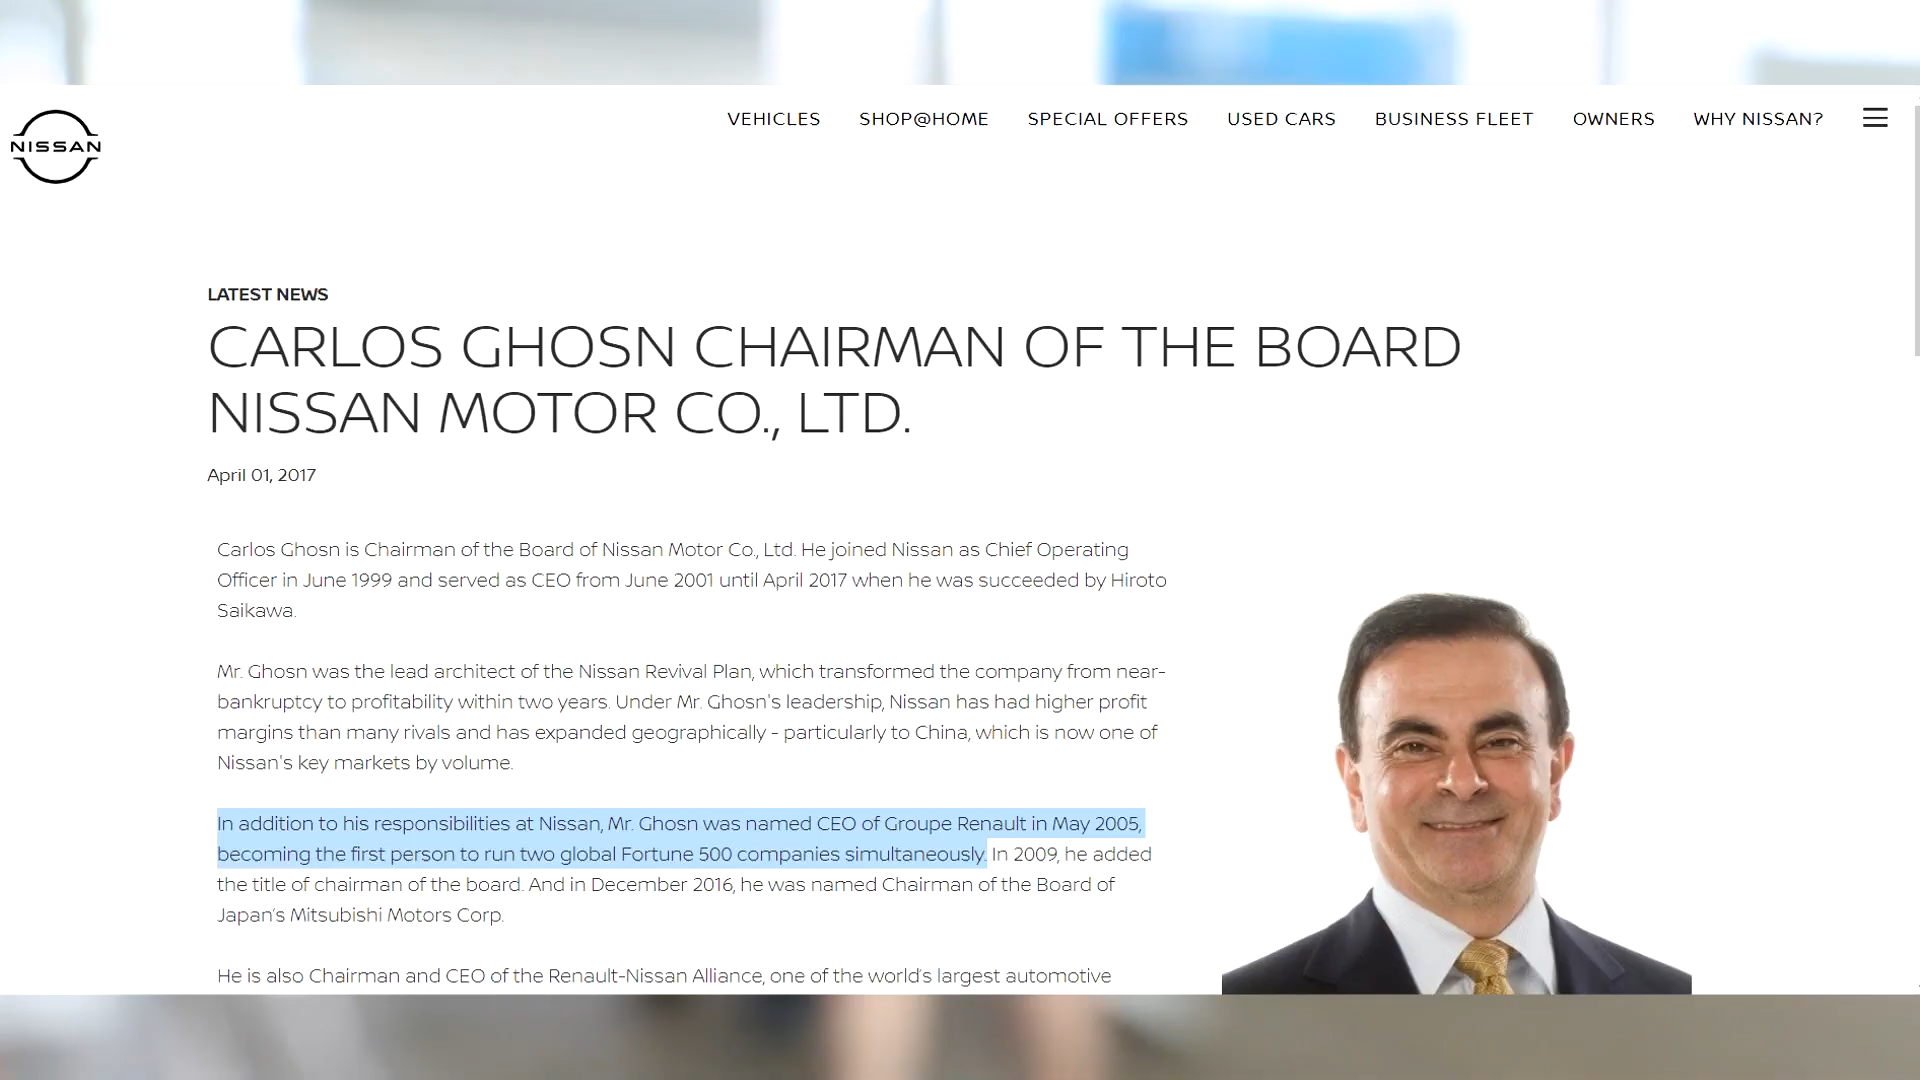 NISSAN
VEHICLES SHOP@HOME SPECIAL OFFERS USED CARS BUSINESS FLEET OWNERS WHY NISSAN?
LATEST NEWS
CARLOS GHOSN CHAIRMAN OF THE BOARD
NISSAN MOTOR CO., LTD.
April 01, 2017
Carlos Ghosn is Chairman of the Board of Nissan Motor Co., Ltd. He joined Nissan as Chief Operating
Officer in June 1999 and served as CEO from June 2001 until April 2017 when he was succeeded by Hiroto
Saikawa.
Mr. Ghosn was the lead architect of the Nissan Revival Plan, which transformed the company from near-
bankruptcy to profitability within two years. Under Mr. Ghosn's leadership, Nissan has had higher profit
margins than many rivals and has expanded geographically - particularly to China, which is now one of
Nissan's key markets by volume.
In addition to his responsibilities at Nissan, Mr. Ghosn was named CEO of Groupe Renault in May 2005,
becoming the first person to run two global Fortune 500 companies simultaneously. In 2009, he added
the title of chairman of the board. And in December 2016, he was named Chairman of the Board of
Japan's Mitsubishi Motors Corp.
He is also Chairman and CEO of the Renault-Nissan Alliance, one of the world's largest automotive